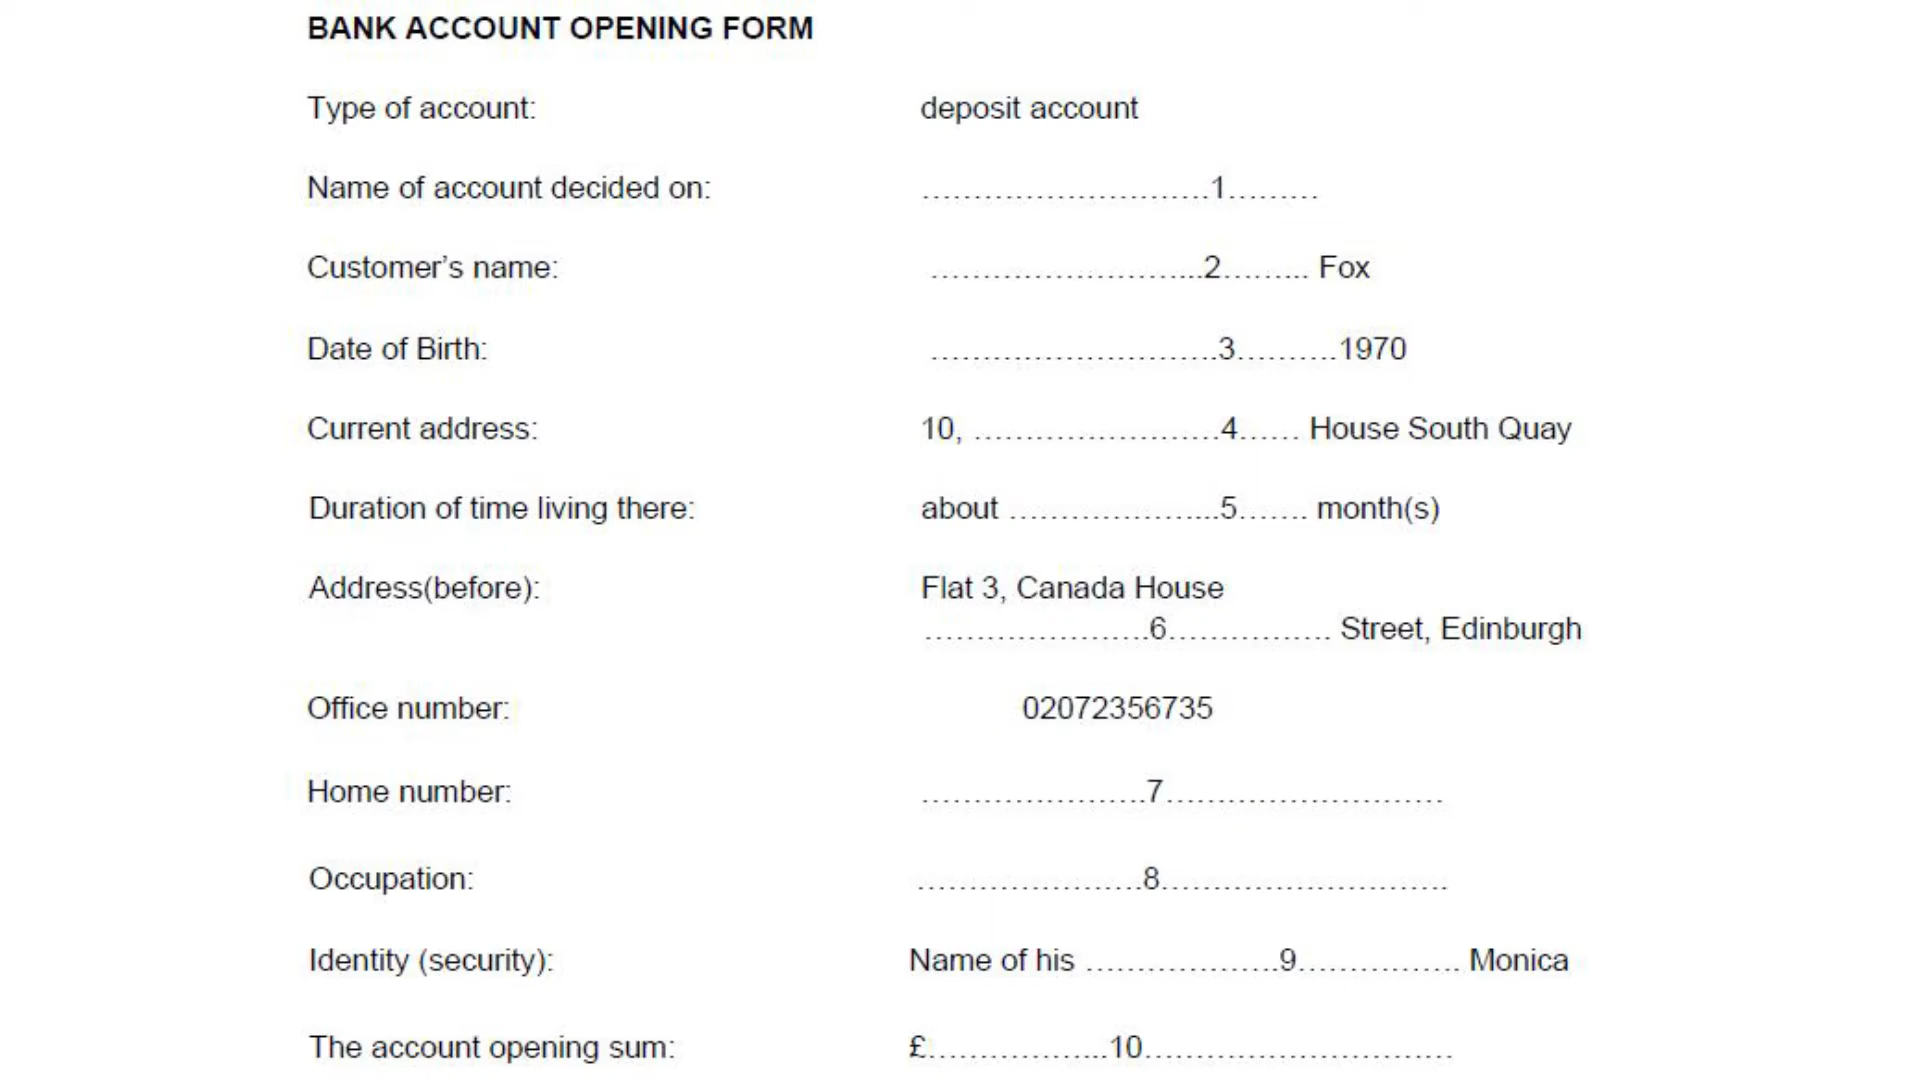 BANK ACCOUNT OPENING FORM
Type of account: deposit account
Name of account decided on: ……………………………1………
Customer’s name: …………………………...2……... Fox
Date of Birth: ……………………………3……….1970
Current address: 10, ……………………….4…… House South Quay
Duration of time living there: about …………………...5……. month(s)
Address(before): Flat 3, Canada House
……………………..6……………… Street, Edinburgh
Office number: 02072356735
Home number: ……………………..7…………………………
Occupation: ……………………..8………………………….
Identity (security): Name of his ………………….9……………. Monica
The account opening sum: £………………...10……………………………